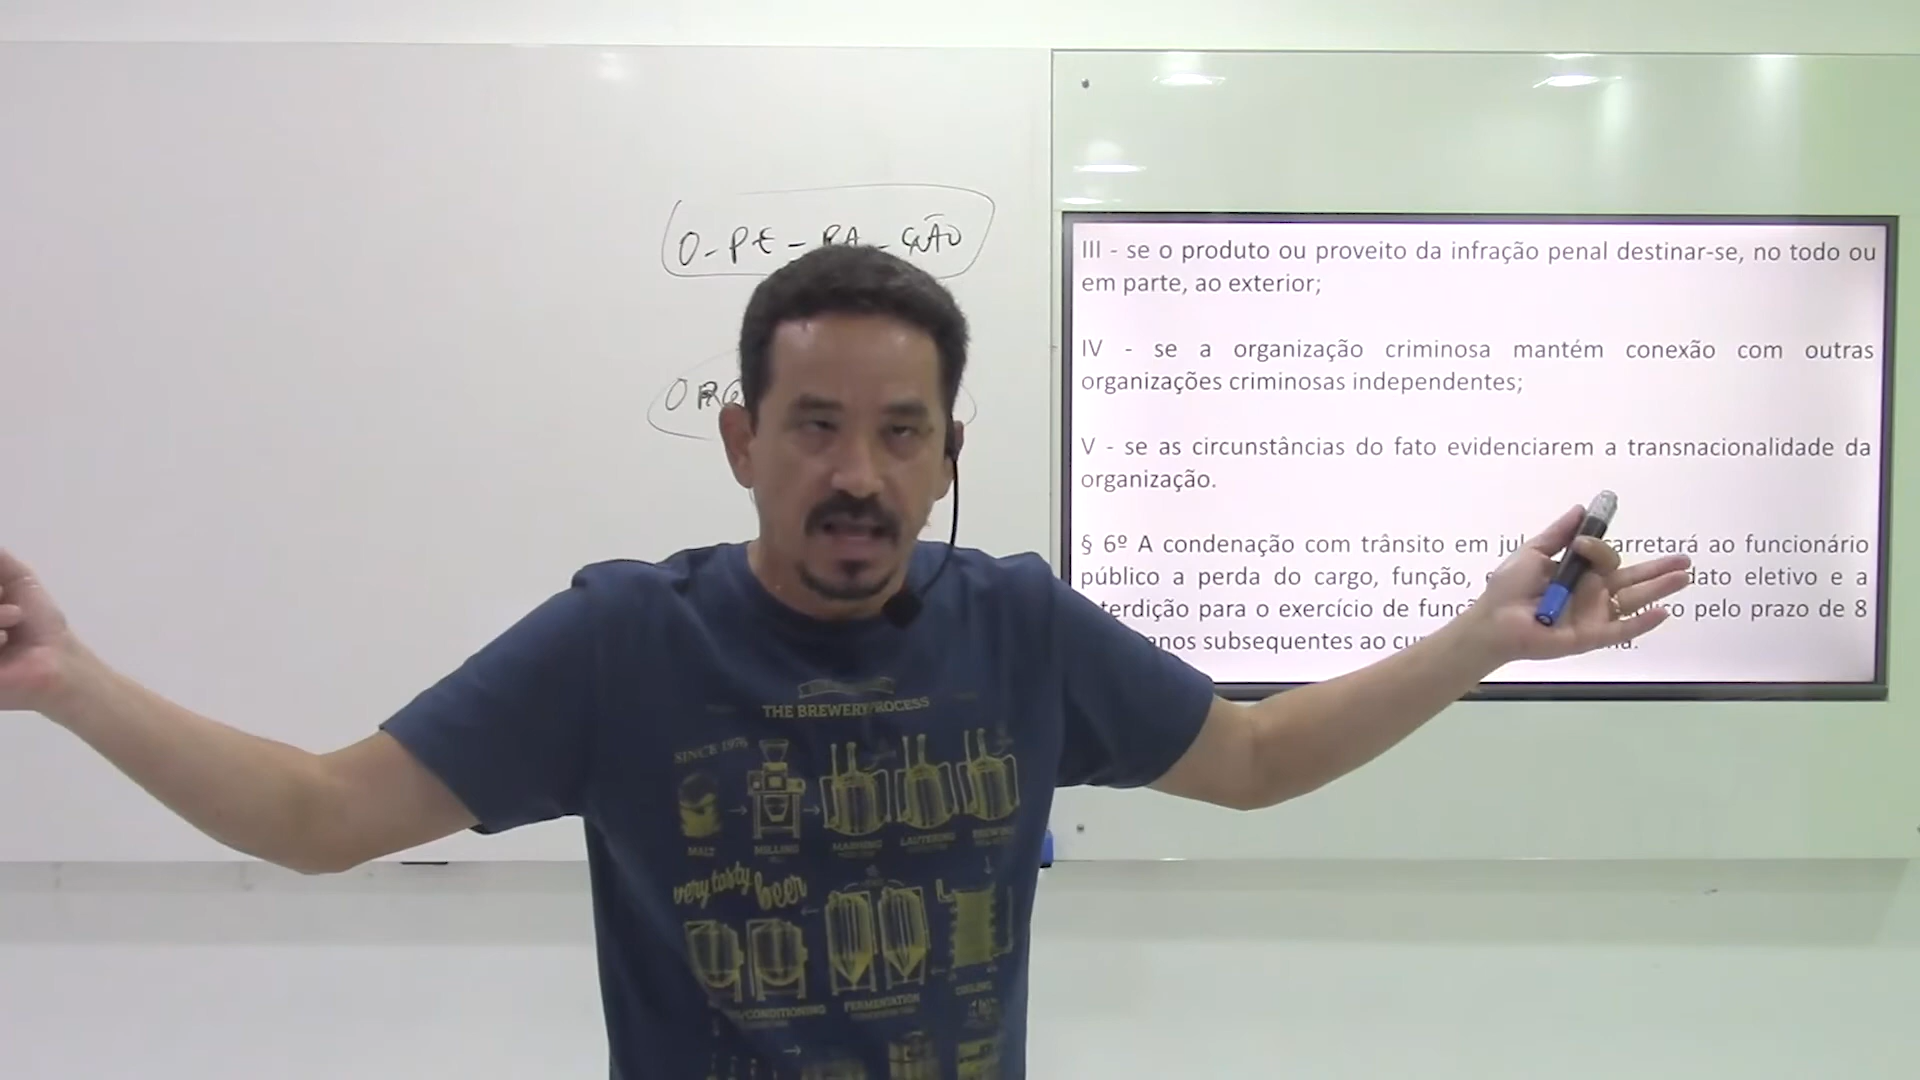 O-PE-RA-ÇÃO
III - se o produto ou proveito da infração penal destinar-se, no todo ou
em parte, ao exterior;
IV - se a organização criminosa mantém conexão com outras
organizações criminosas independentes;
V - se as circunstâncias do fato evidenciarem a transnacionalidade da
organização.
§ 6º A condenação com trânsito em jul arretará ao funcionário
público a perda do cargo, função, dato eletivo e a
terdição para o exercício de funç pelo prazo de 8
anos subsequentes ao cu
THE BREWERY PROCESS
SINCE 1976
MALT
MILLING
MASHING
LAUTERING
BREWING
very tasty beer
/CONDITIONING
FERMENTATION
COOLING